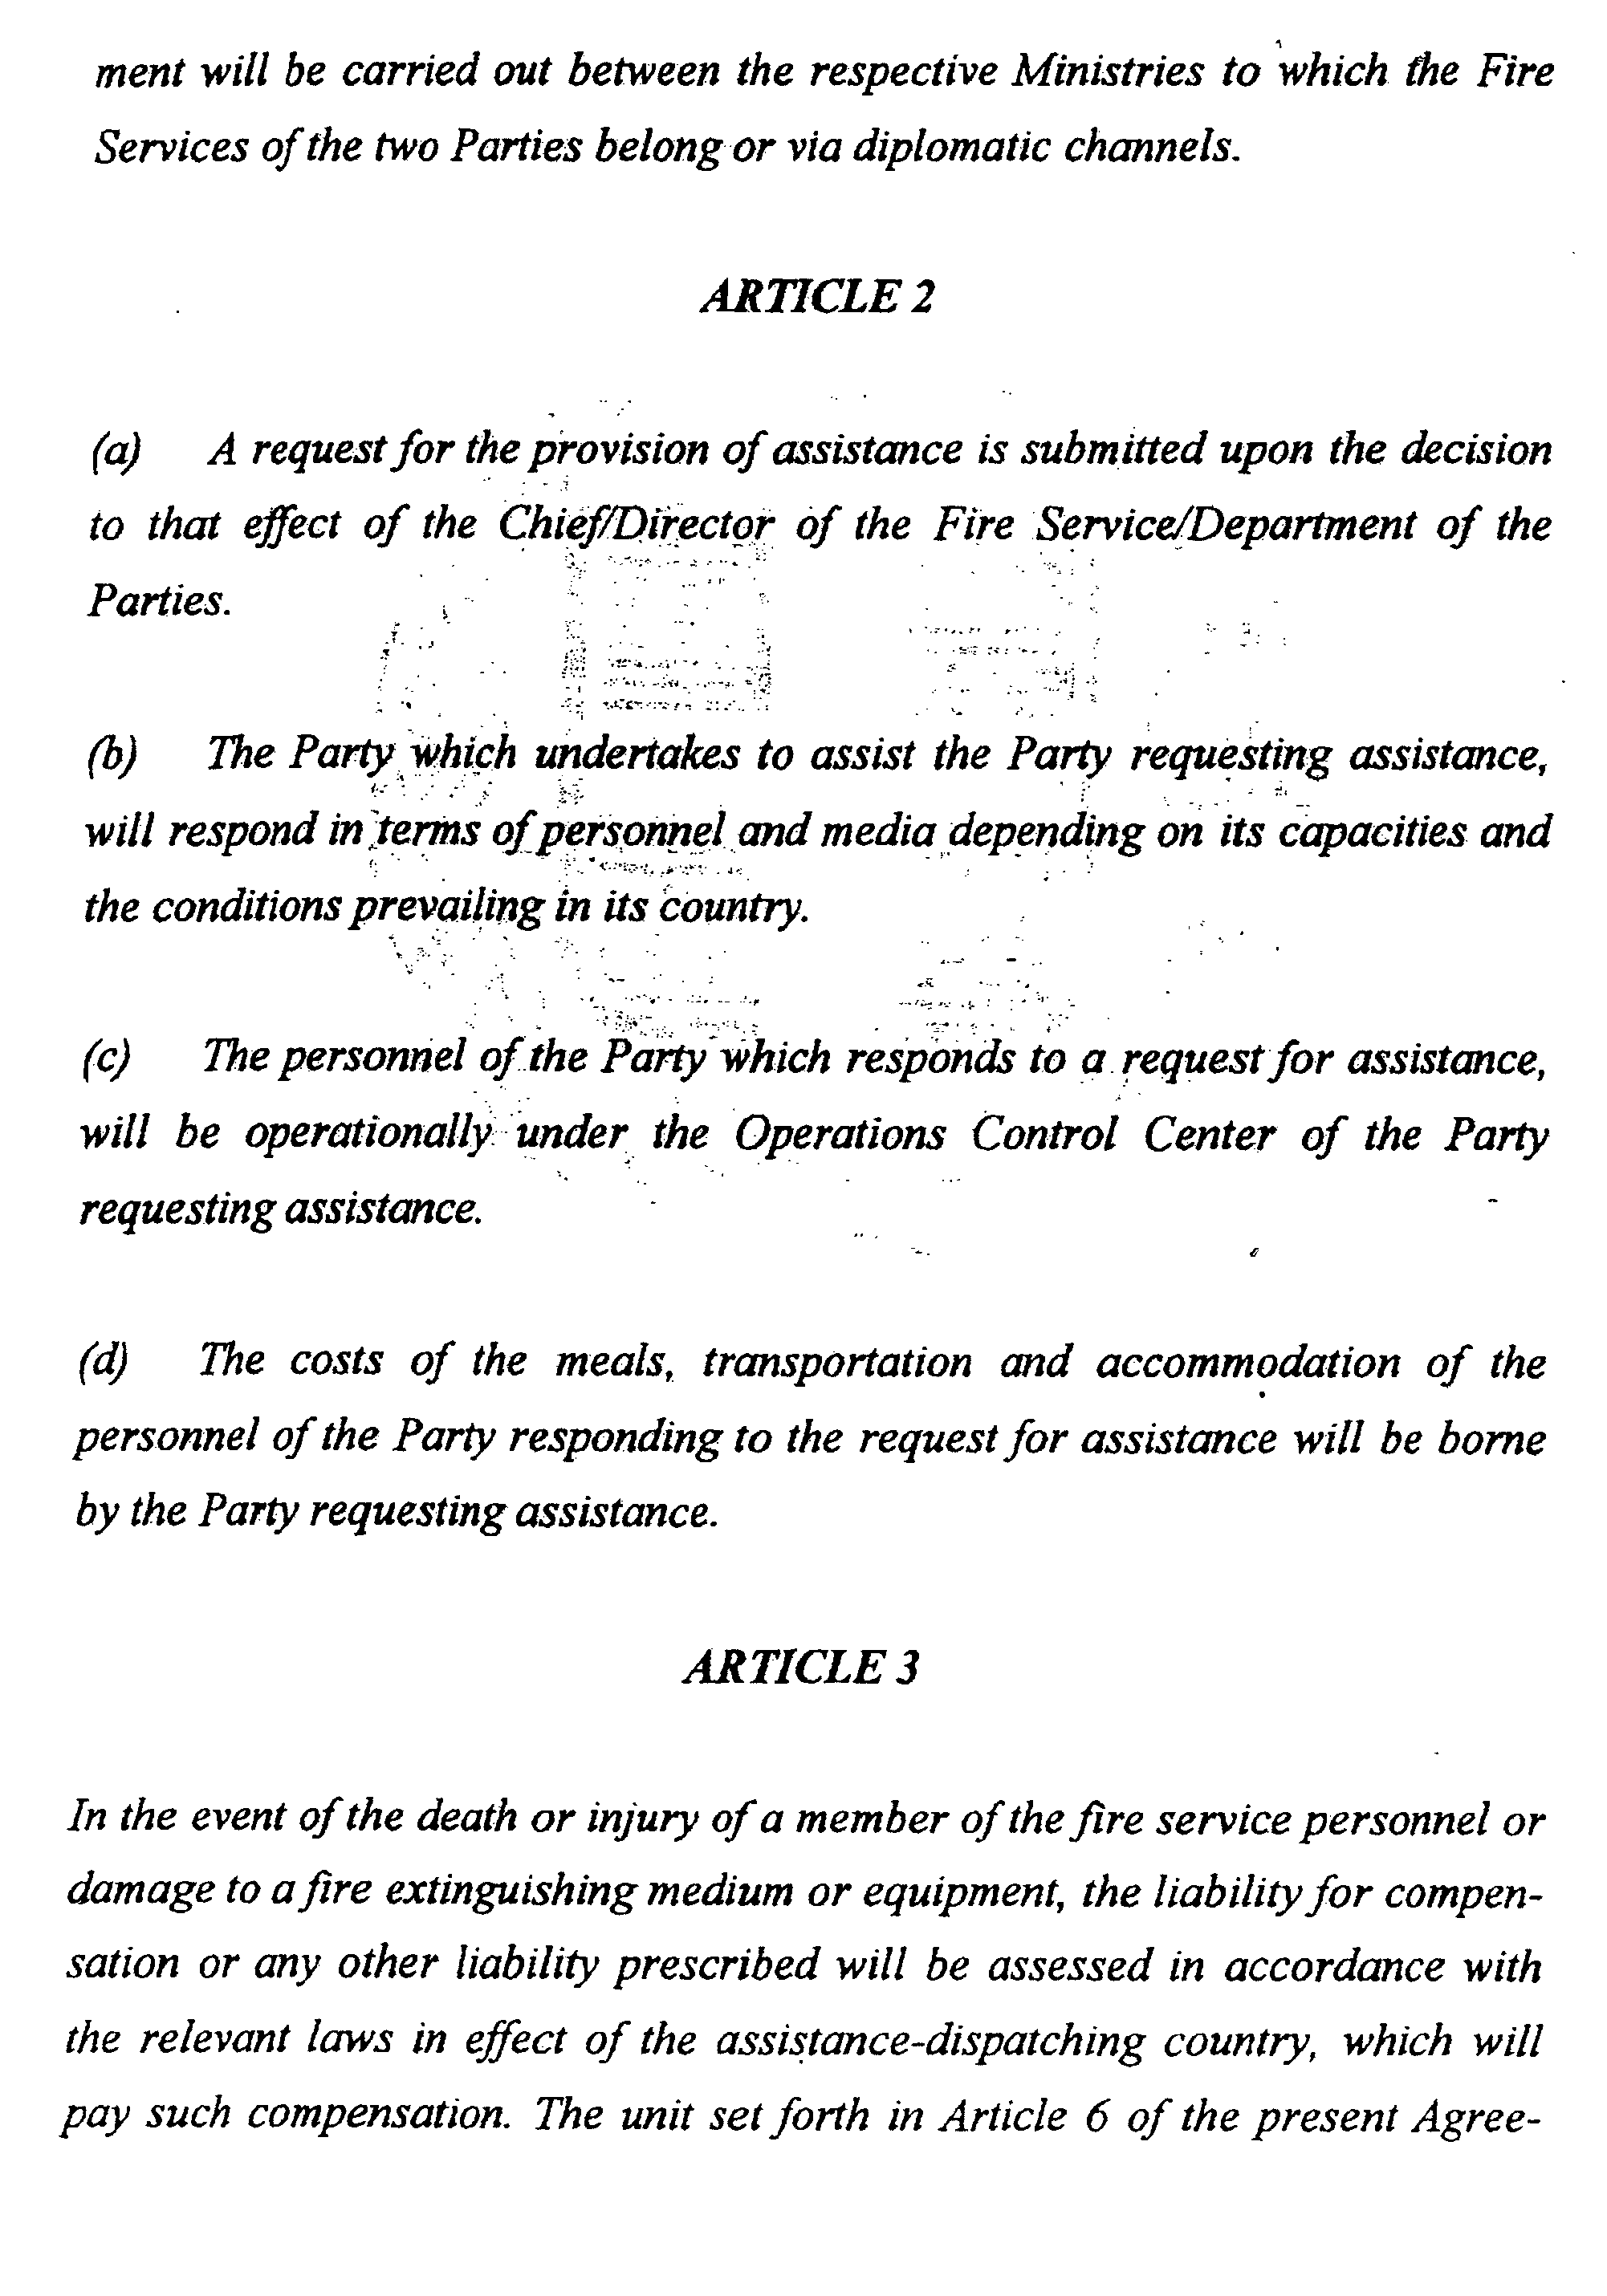 ment will be carried out between the respective Ministries to which the Fire
Services of the two Parties belong or via diplomatic channels.
ARTICLE 2
(a) A request for the provision of assistance is submitted upon the decision
to that effect of the Chief/Director of the Fire Service/Department of the
Parties.
(b) The Party which undertakes to assist the Party requesting assistance,
will respond in terms of personnel and media depending on its capacities and
the conditions prevailing in its country.
(c) The personnel of the Party which responds to a request for assistance,
will be operationally under the Operations Control Center of the Party
requesting assistance.
(d) The costs of the meals, transportation and accommodation of the
personnel of the Party responding to the request for assistance will be borne
by the Party requesting assistance.
ARTICLE 3
In the event of the death or injury of a member of the fire service personnel or
damage to a fire extinguishing medium or equipment, the liability for compen-
sation or any other liability prescribed will be assessed in accordance with
the relevant laws in effect of the assistance-dispatching country, which will
pay such compensation. The unit set forth in Article 6 of the present Agree-